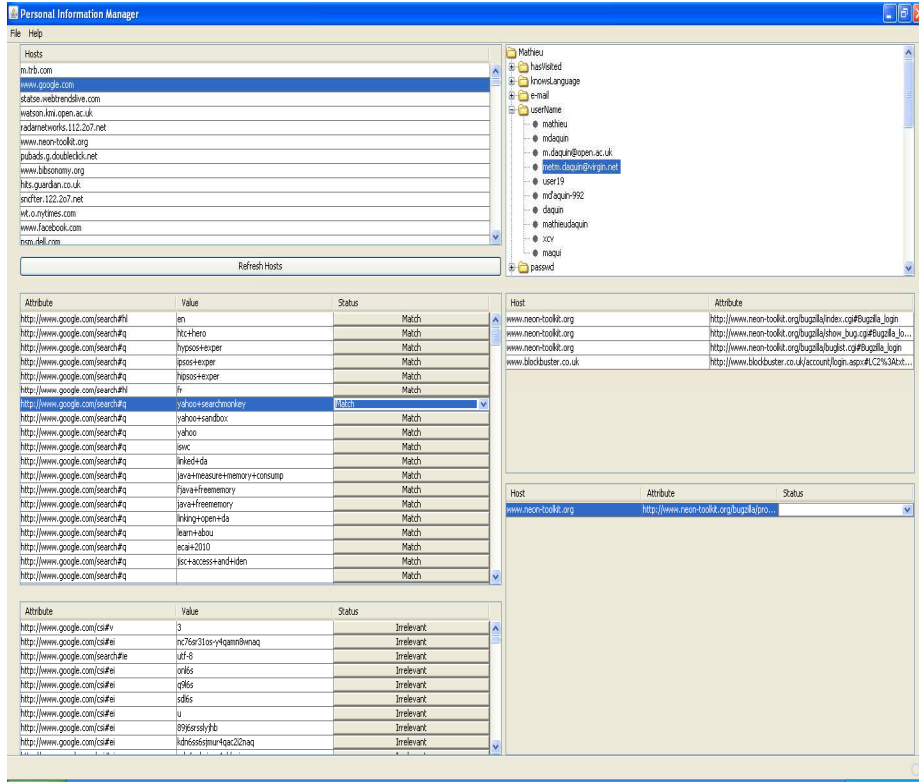 Personal Information Manager
File Help
Hosts
m.trb.com
www.google.com
statse.webtrendslive.com
watson.kmi.open.ac.uk
radarnetworks.112.2o7.net
www.neon-toolkit.org
pubads.g.doubleclick.net
www.bibsonomy.org
hits.guardian.co.uk
sncfter.122.2o7.net
wt.o.nytimes.com
www.facebook.com
nsm.dell.com
Refresh Hosts
Mathieu
hasVisited
knowsLanguage
e-mail
userName
mathieu
mdaquin
m.daquin@open.ac.uk
metm.daquin@virgin.net
user19
md'aquin-992
daquin
mathieudaquin
xcv
maqui
passwd
Attribute Value Status
http://www.google.com/search#hl en Match
http://www.google.com/search#q htc+hero Match
http://www.google.com/search#q hypsos+exper Match
http://www.google.com/search#q ipsos+exper Match
http://www.google.com/search#q hipsos+exper Match
http://www.google.com/search#hl fr Match
http://www.google.com/search#q yahoo+searchmonkey Match
http://www.google.com/search#q yahoo+sandbox Match
http://www.google.com/search#q yahoo Match
http://www.google.com/search#q iswc Match
http://www.google.com/search#q linked+da Match
http://www.google.com/search#q java+measure+memory+consump Match
http://www.google.com/search#q fjava+freememory Match
http://www.google.com/search#q java+freememory Match
http://www.google.com/search#q linking+open+da Match
http://www.google.com/search#q learn+abou Match
http://www.google.com/search#q ecai+2010 Match
http://www.google.com/search#q jisc+access+and+iden Match
http://www.google.com/search#q Match
Host Attribute
www.neon-toolkit.org http://www.neon-toolkit.org/bugzilla/index.cgi#Bugzilla_login
www.neon-toolkit.org http://www.neon-toolkit.org/bugzilla/show_bug.cgi#Bugzilla_lo...
www.neon-toolkit.org http://www.neon-toolkit.org/bugzilla/buglist.cgi#Bugzilla_login
www.blockbuster.co.uk http://www.blockbuster.co.uk/account/login.aspx#LC2%3Atxt...
Host Attribute Status
www.neon-toolkit.org http://www.neon-toolkit.org/bugzilla/pro...
Attribute Value Status
http://www.google.com/csi#v 3 Irrelevant
http://www.google.com/csi#ei nc76sr31os-y4qamn8wnaq Irrelevant
http://www.google.com/search#ie utf-8 Irrelevant
http://www.google.com/csi#ei onl6s Irrelevant
http://www.google.com/csi#ei q9l6s Irrelevant
http://www.google.com/csi#ei sdl6s Irrelevant
http://www.google.com/csi#ei u Irrelevant
http://www.google.com/csi#ei 89j6srsslyjhb Irrelevant
http://www.google.com/csi#ei kdn6ss6sjmur4qac2i2naq Irrelevant